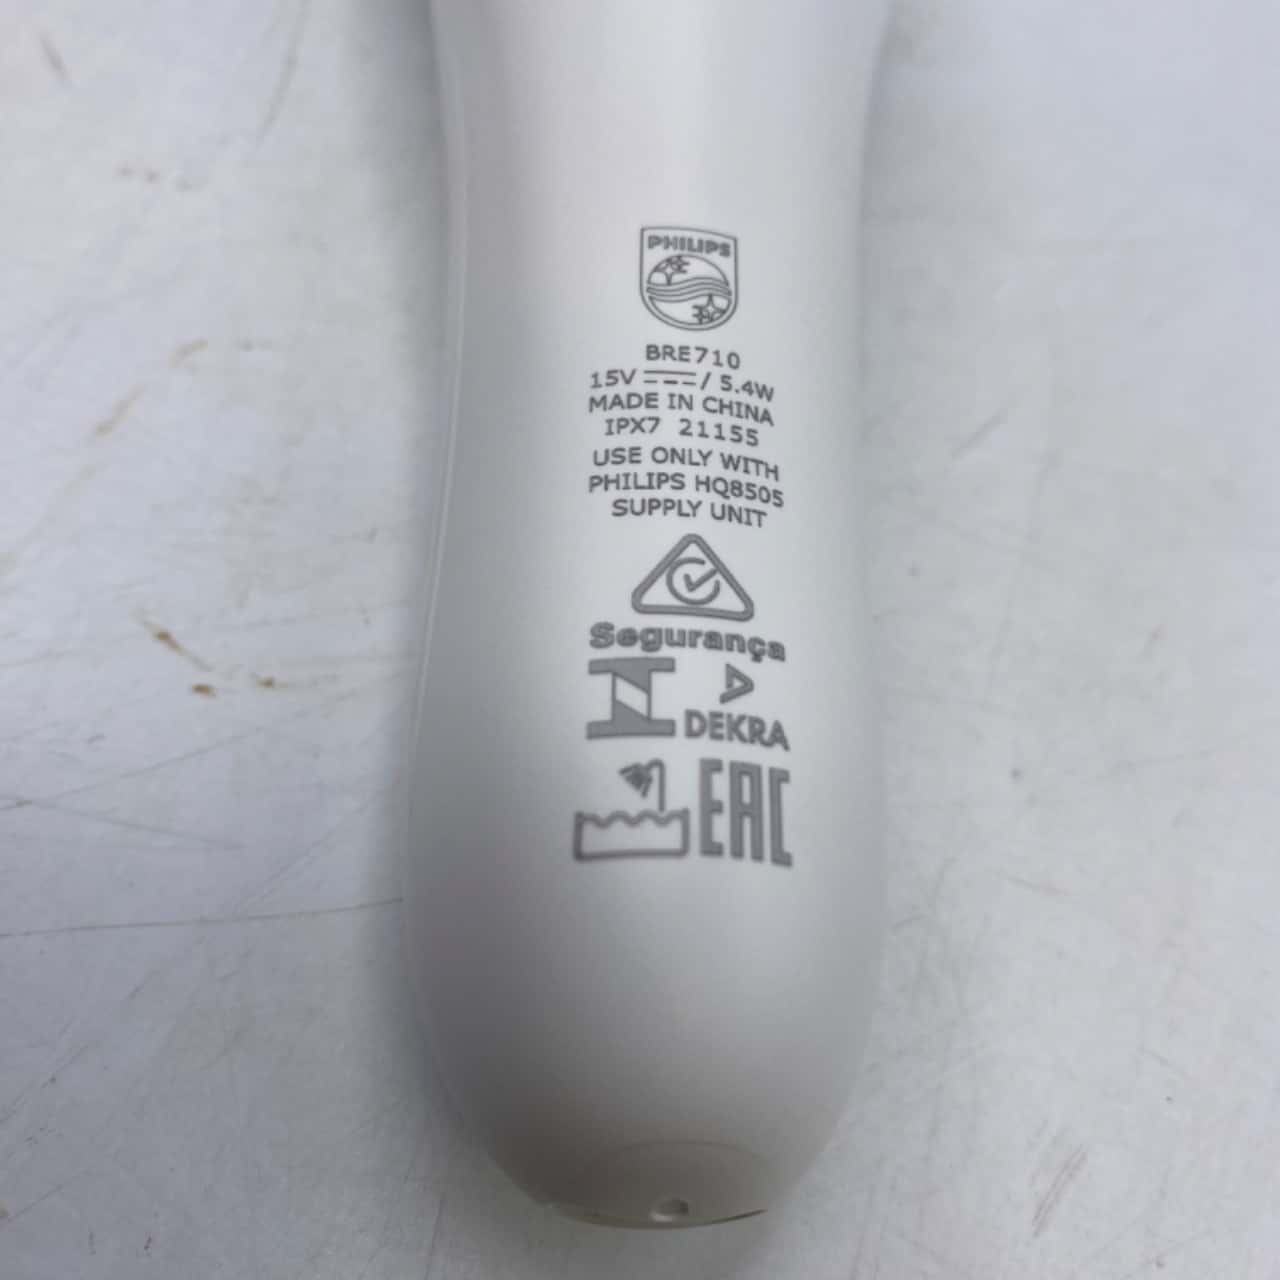 PHILIPS
BRE710
15V ⎓ / 5.4W
MADE IN CHINA
IPX7 21155
USE ONLY WITH
PHILIPS HQ8505
SUPPLY UNIT
Segurança
DEKRA
EAC